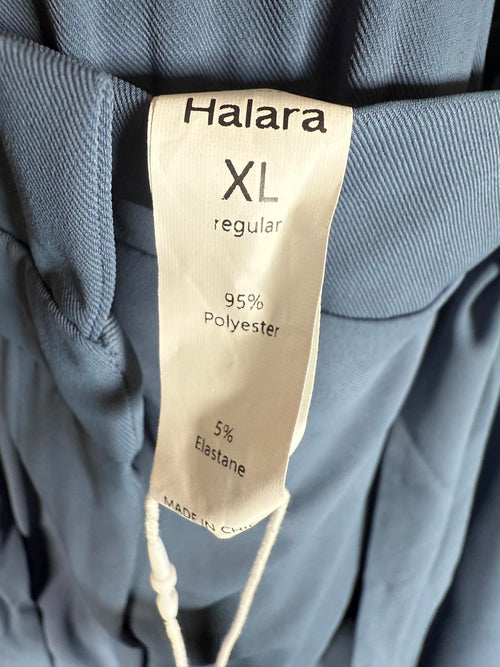 Halara
XL
regular
95%
Polyester
5%
Elastane
MADE IN